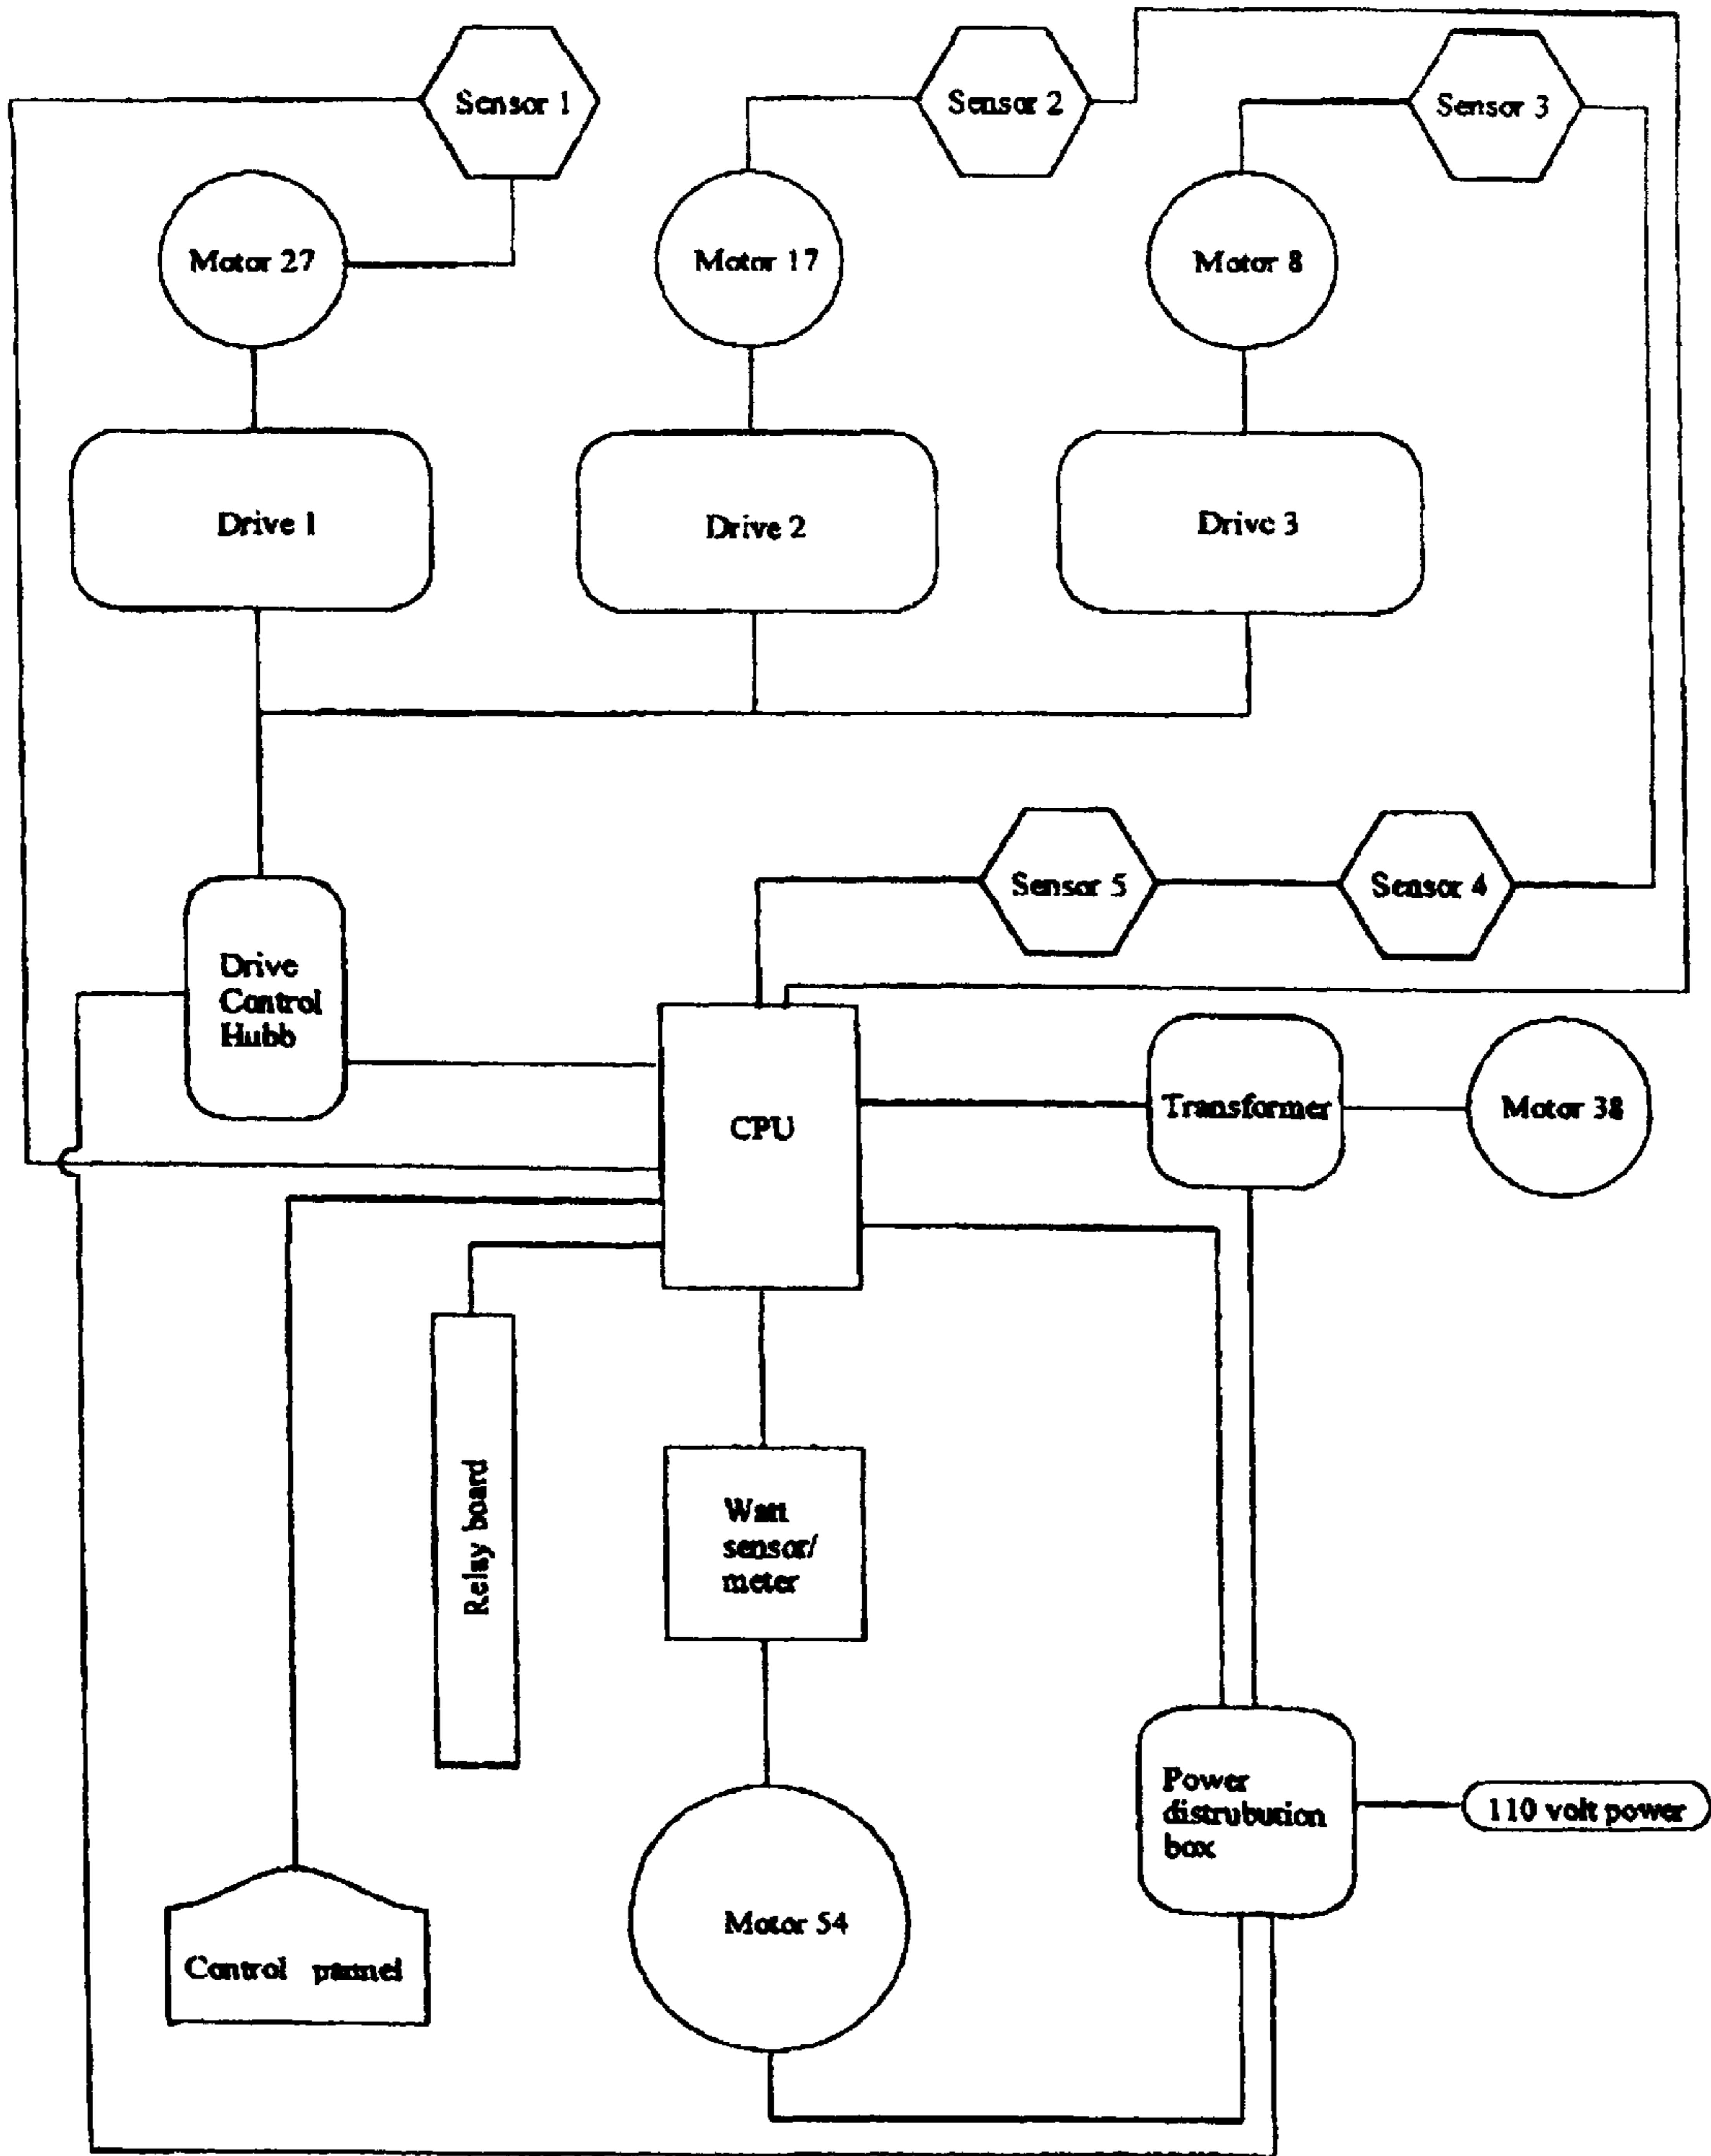 Sensor 1
Sensor 2
Sensor 3
Motor 27
Motor 17
Motor 8
Drive 1
Drive 2
Drive 3
Sensor 5
Sensor 4
Drive
Control
Hubb
CPU
Transformer
Motor 38
Relay board
Watt
sensor/
meter
Power
distrubution
box
110 volt power
Motor 54
Control pannel